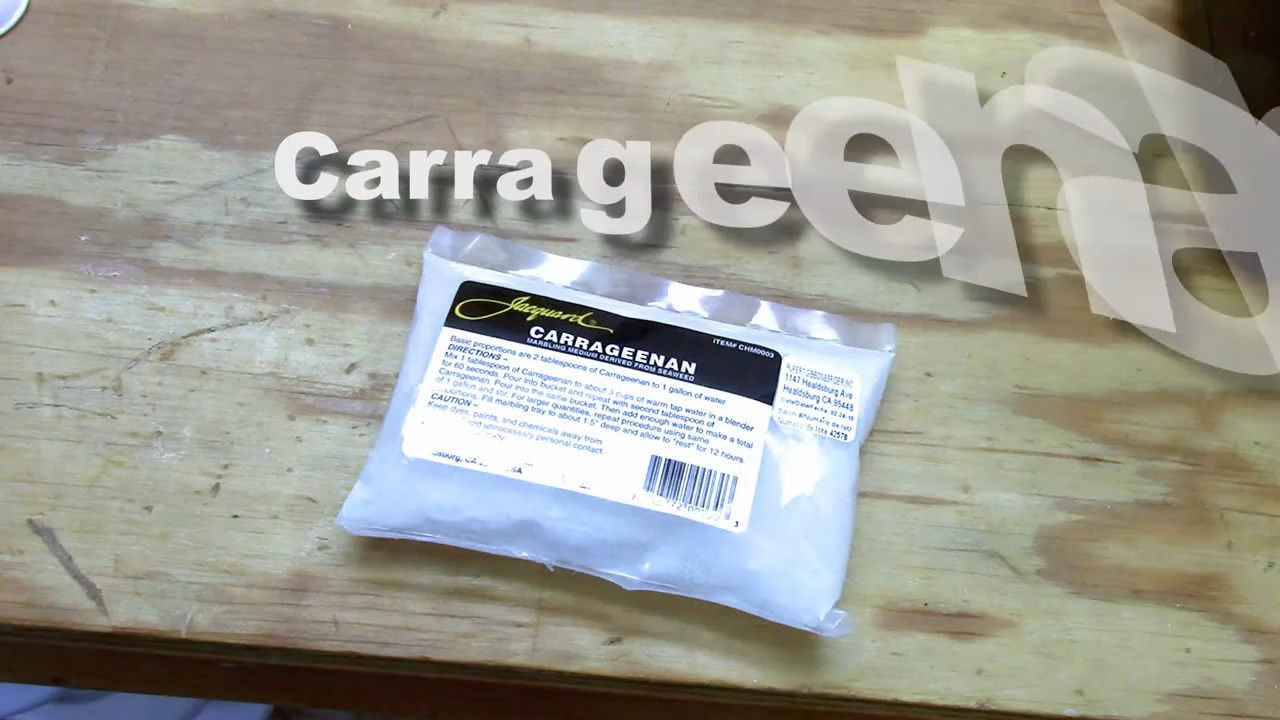 Carrageena
Jacquard
ITEM# CHM0003
CARRAGEENAN
MARBLING MEDIUM DERIVED FROM SEAWEED
Basic proportions are 2 tablespoons of Carrageenan to 1 gallon of water
DIRECTIONS –
Mix 1 tablespoon of Carrageenan to about 3 cups of warm tap water in a blender
for 60 seconds. Pour into bucket and repeat with second tablespoon of
Carrageenan. Pour into the same bucket. Then add enough water to make a total
of 1 gallon and stir. For larger quantities, repeat procedure using same
Fill marbling tray to about 1.5" deep and allow to "rest" for 12 hours.
CAUTION –
Keep dyes, paints, and chemicals away from
unnecessary personal contact.
3
1147 Healdsburg Ave
Healdsburg CA 95448